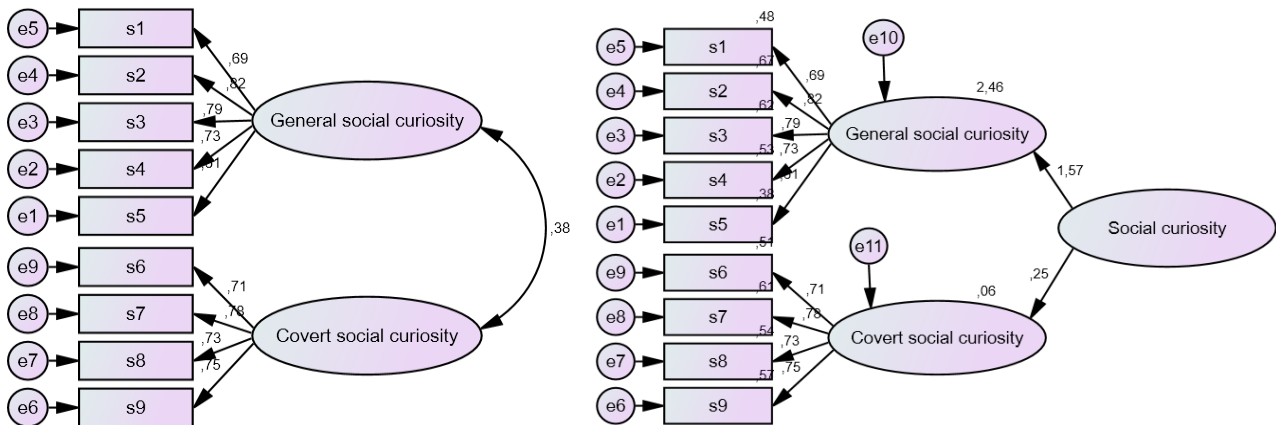 e5 s1
e4 s2
e3 s3
e2 s4
e1 s5
,69
,82
,79
,73
,61
General social curiosity
,38
e9 s6
e8 s7
e7 s8
e6 s9
,71
,78
,73
,75
Covert social curiosity
,48
e5 s1
,67
e4 s2
,62
e3 s3
,53
e2 s4
,38
e1 s5
,69
,82
,79
,73
,61
e10
2,46
General social curiosity
1,57
Social curiosity
,25
e11
,06
Covert social curiosity
,51
e9 s6
,61
e8 s7
,54
e7 s8
,57
e6 s9
,71
,78
,73
,75